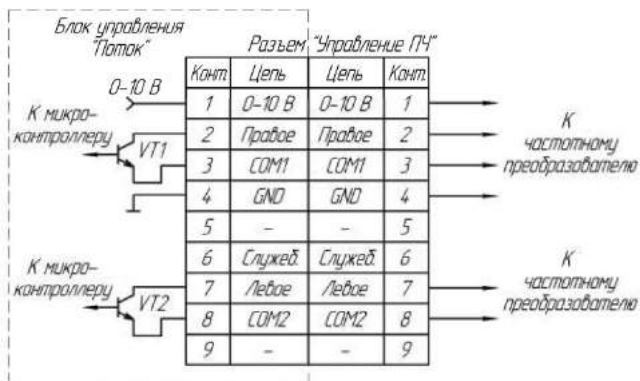 Блок управления
"Поток"
Разъем "Управление ПЧ"
Конт. Цепь Цепь Конт.
0-10 В
1 0-10 В 0-10 В 1
К микро-
контроллеру
VT1
2 Правое Правое 2
3 COM1 COM1 3
4 GND GND 4
К
частотному
преобразователю
5 - - 5
6 Служеб. Служеб. 6
К микро-
контроллеру
VT2
7 Левое Левое 7
8 COM2 COM2 8
9 - - 9
К
частотному
преобразователю